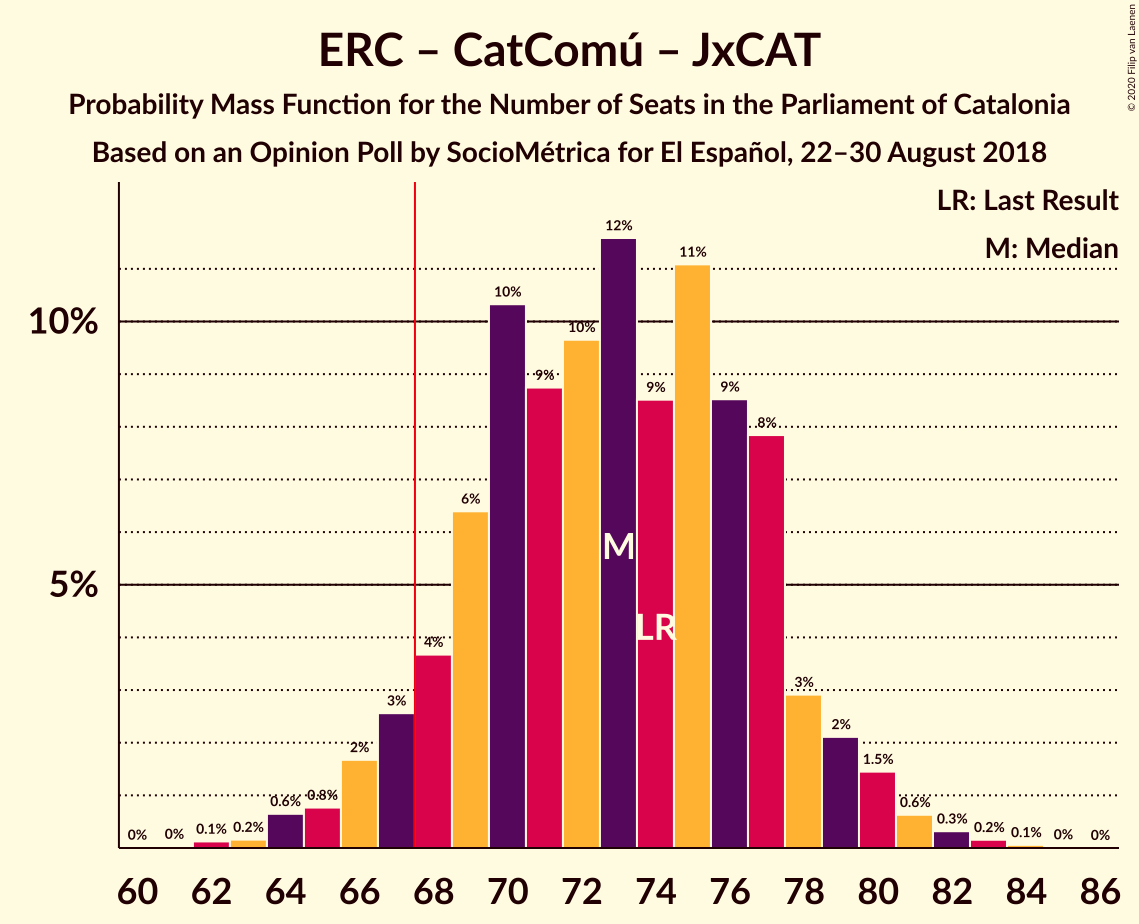 © 2020 Filip van Laenen
ERC – CatComú – JxCAT
Probability Mass Function for the Number of Seats in the Parliament of Catalonia
Based on an Opinion Poll by SocioMétrica for El Español, 22–30 August 2018
LR: Last Result
M: Median
10%
5%
0% 0% 0.1% 0.2% 0.6% 0.8% 2% 3% 4% 6% 10% 9% 10% 12% 9% 11% 9% 8% 3% 2% 1.5% 0.6% 0.3% 0.2% 0.1% 0% 0%
M
LR
60 62 64 66 68 70 72 74 76 78 80 82 84 86